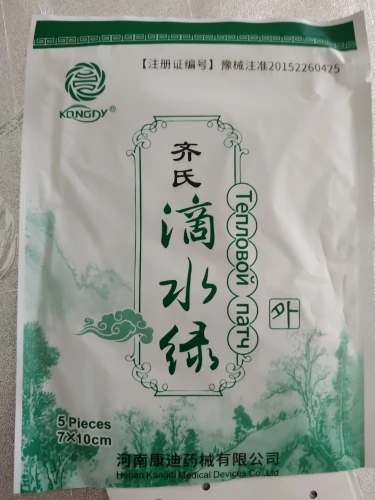 KONGDY®
【注册证编号】豫械注准20152260425
齐氏
滴水绿
Тепловой патч
外
5 Pieces
7×10cm
河南康迪药械有限公司
Henan Kangdi Medical Devices Co.,Ltd